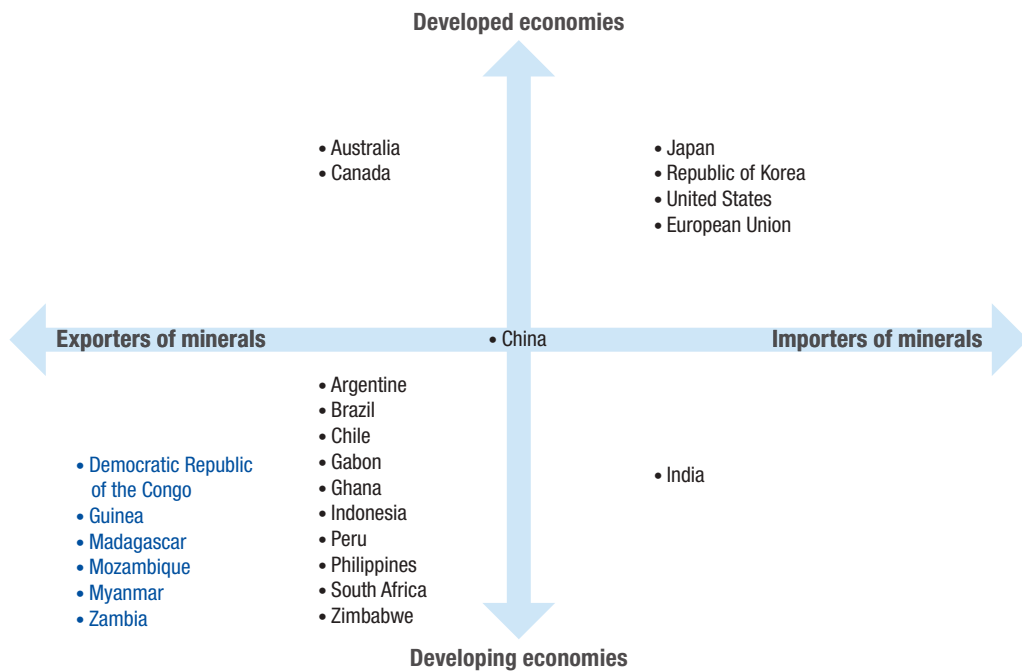 Developed economies
• Australia
• Canada
• Japan
• Republic of Korea
• United States
• European Union
Exporters of minerals
• China
Importers of minerals
• Democratic Republic
of the Congo
• Guinea
• Madagascar
• Mozambique
• Myanmar
• Zambia
• Argentine
• Brazil
• Chile
• Gabon
• Ghana
• Indonesia
• Peru
• Philippines
• South Africa
• Zimbabwe
• India
Developing economies